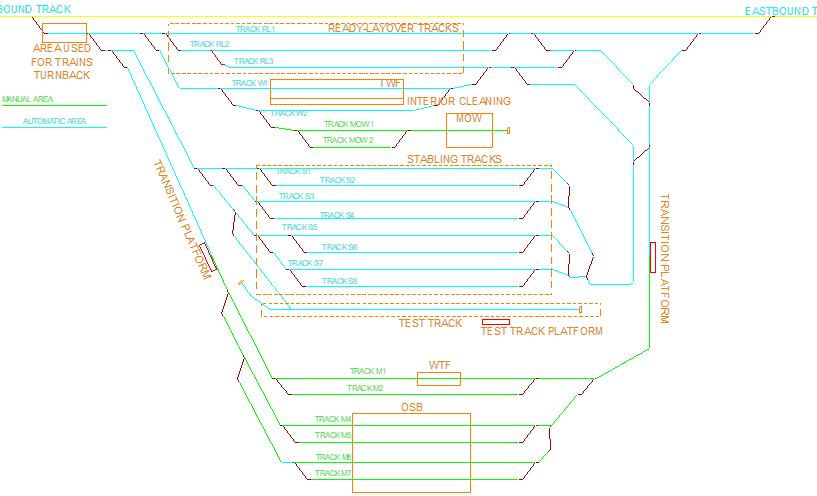 BOUND TRACK
EASTBOUND T
TRACK RL1
READY-LAYOVER TRACKS
TRACK RL2
AREA USED
FOR TRAINS
TURNBACK
TRACK RL3
TRACK W1
TWF
MANUAL AREA
INTERIOR CLEANING
TRACK W2
AUTOMATIC AREA
TRACK MOW 1
MOW
TRACK MOW 2
STABLING TRACKS
TRACK S1
TRACK S2
TRANSITION PLATFORM
TRACK S3
TRACK S4
TRANSITION PLATFORM
TRACK S5
TRACK S6
TRACK S7
TRACK S8
TEST TRACK
TEST TRACK PLATFORM
WTF
TRACK M1
TRACK M2
OSB
TRACK M4
TRACK M5
TRACK M6
TRACK M7